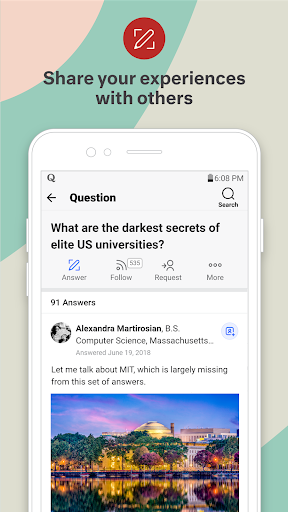 Share your experiences
with others
Q
6:08 PM
Question
Search
What are the darkest secrets of
elite US universities?
535
Answer
Follow
Request
More
91 Answers
Alexandra Martirosian, B.S.
Computer Science, Massachusetts...
Answered June 19, 2018
Let me talk about MIT, which is largely missing
from this set of answers.